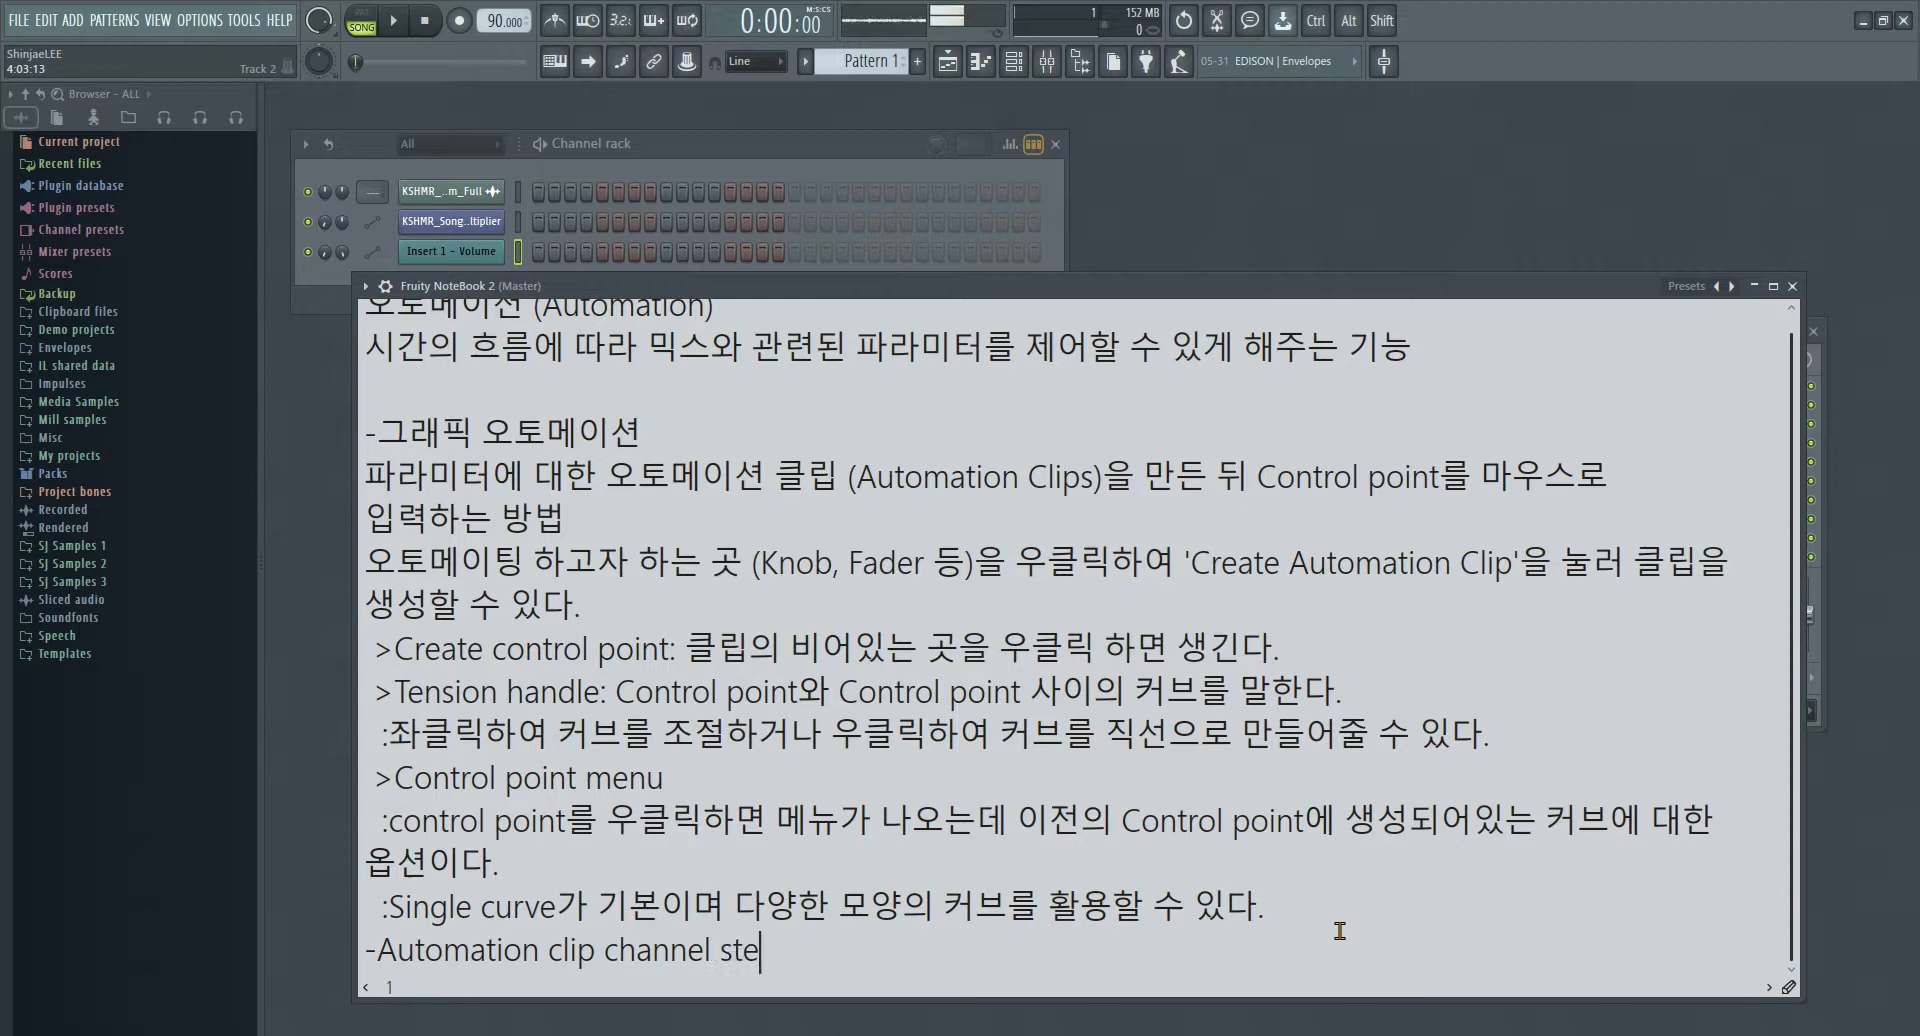 FILE EDIT ADD PATTERNS VIEW OPTIONS TOOLS HELP
PAT
SONG
90.000
3.2.
M:S:CS
0:00:00
1
152 MB
0
Ctrl
Alt
Shift
ShinjaeLEE
4:03:13
Track 2
Line
Pattern 1
+
05-31 EDISON | Envelopes
Browser - ALL
Current project
Recent files
Plugin database
Plugin presets
Channel presets
Mixer presets
Scores
Backup
Clipboard files
Demo projects
Envelopes
IL shared data
Impulses
Media Samples
Mill samples
Misc
My projects
Packs
Project bones
Recorded
Rendered
SJ Samples 1
SJ Samples 2
SJ Samples 3
Sliced audio
Soundfonts
Speech
Templates
All
Channel rack
KSHMR_..m_Full
KSHMR_Song..ltiplier
Insert 1 - Volume
Fruity NoteBook 2 (Master)
Presets
오토메이션 (Automation)
시간의 흐름에 따라 믹스와 관련된 파라미터를 제어할 수 있게 해주는 기능
-그래픽 오토메이션
파라미터에 대한 오토메이션 클립 (Automation Clips)을 만든 뒤 Control point를 마우스로
입력하는 방법
오토메이팅 하고자 하는 곳 (Knob, Fader 등)을 우클릭하여 'Create Automation Clip'을 눌러 클립을
생성할 수 있다.
>Create control point: 클립의 비어있는 곳을 우클릭 하면 생긴다.
>Tension handle: Control point와 Control point 사이의 커브를 말한다.
:좌클릭하여 커브를 조절하거나 우클릭하여 커브를 직선으로 만들어줄 수 있다.
>Control point menu
:control point를 우클릭하면 메뉴가 나오는데 이전의 Control point에 생성되어있는 커브에 대한
옵션이다.
:Single curve가 기본이며 다양한 모양의 커브를 활용할 수 있다.
-Automation clip channel ste
1